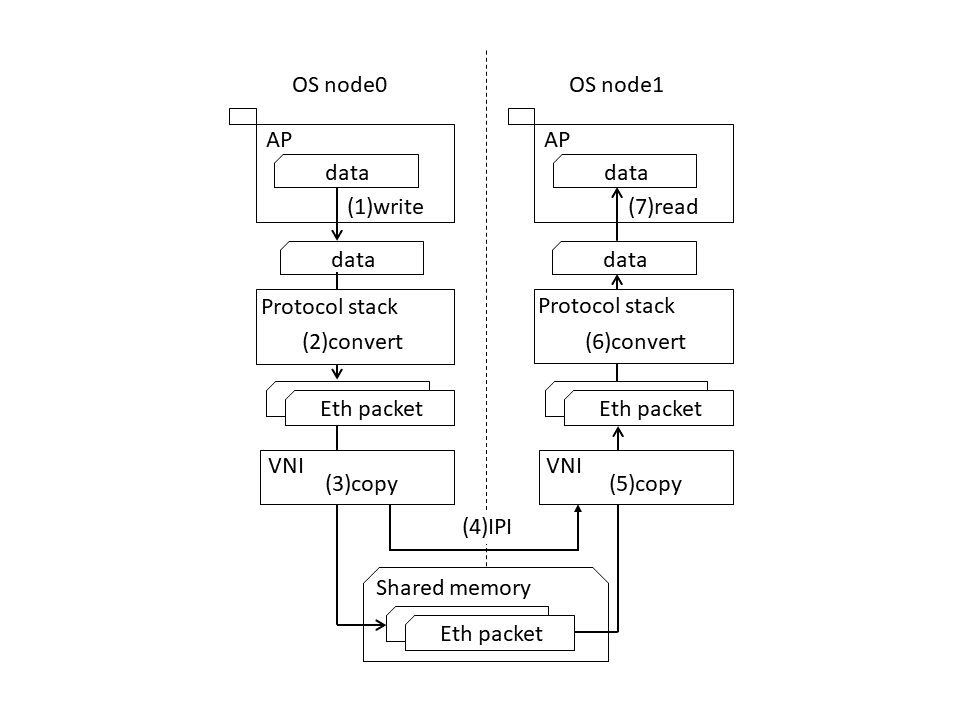 OS node0
OS node1
AP
data
(1)write
data
Protocol stack
(2)convert
Eth packet
VNI
(3)copy
AP
data
(7)read
data
Protocol stack
(6)convert
Eth packet
VNI
(5)copy
(4)IPI
Shared memory
Eth packet